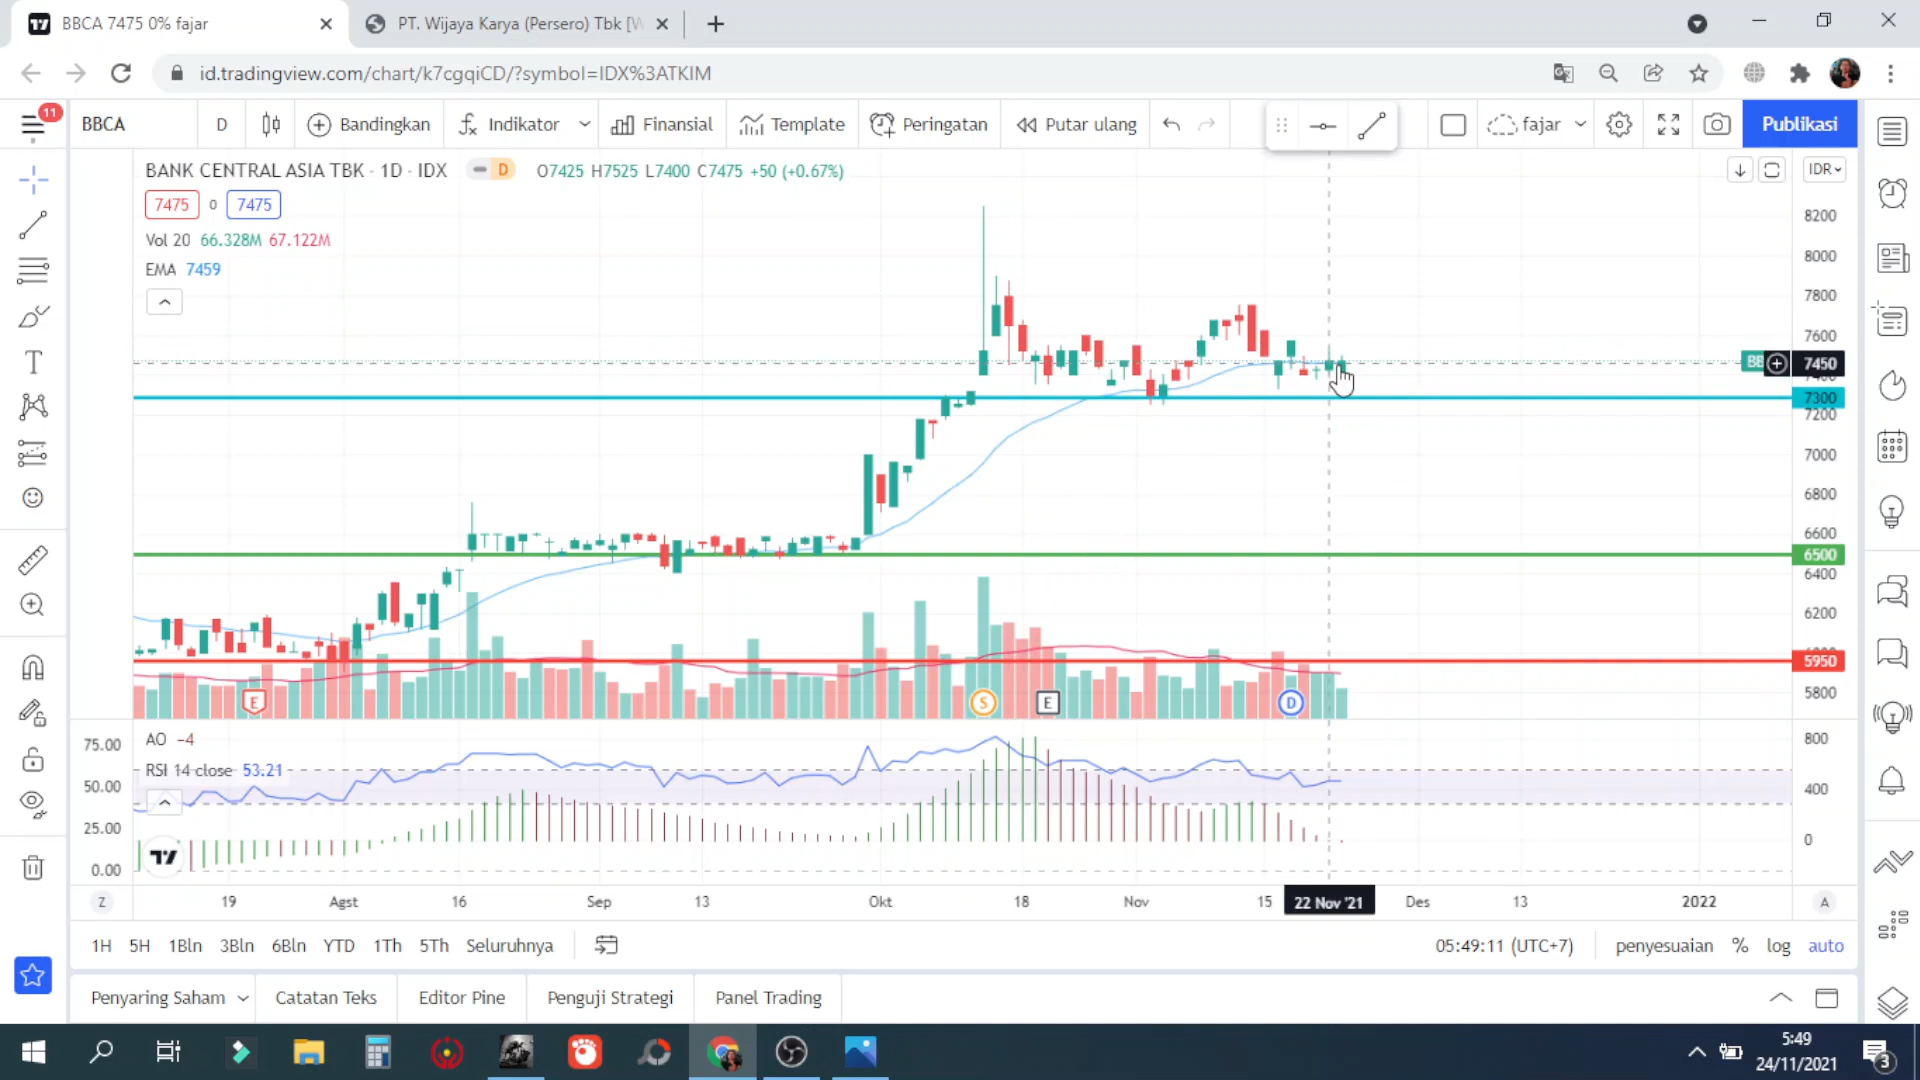 BBCA 7475 0% fajar
PT. Wijaya Karya (Persero) Tbk [W
id.tradingview.com/chart/k7cgqiCD/?symbol=IDX%3ATKIM
11
BBCA
D
Bandingkan
Indikator
Finansial
Template
Peringatan
Putar ulang
fajar
Publikasi
BANK CENTRAL ASIA TBK · 1D · IDX
D
O7425 H7525 L7400 C7475 +50 (+0.67%)
IDR
7475
0
7475
Vol 20 66.328M 67.122M
EMA 7459
8200
8000
7800
7600
BB
7450
7400
7300
7200
7000
6800
6600
6500
6400
6200
5950
5800
E
S
E
D
AO −4
RSI 14 close 53.21
75.00
50.00
25.00
0.00
800
400
0
Z
19
Agst
16
Sep
13
Okt
18
Nov
15
22 Nov '21
Des
13
2022
A
1H
5H
1Bln
3Bln
6Bln
YTD
1Th
5Th
Seluruhnya
05:49:11 (UTC+7)
penyesuaian
%
log
auto
Penyaring Saham
Catatan Teks
Editor Pine
Penguji Strategi
Panel Trading
5:49
24/11/2021
3